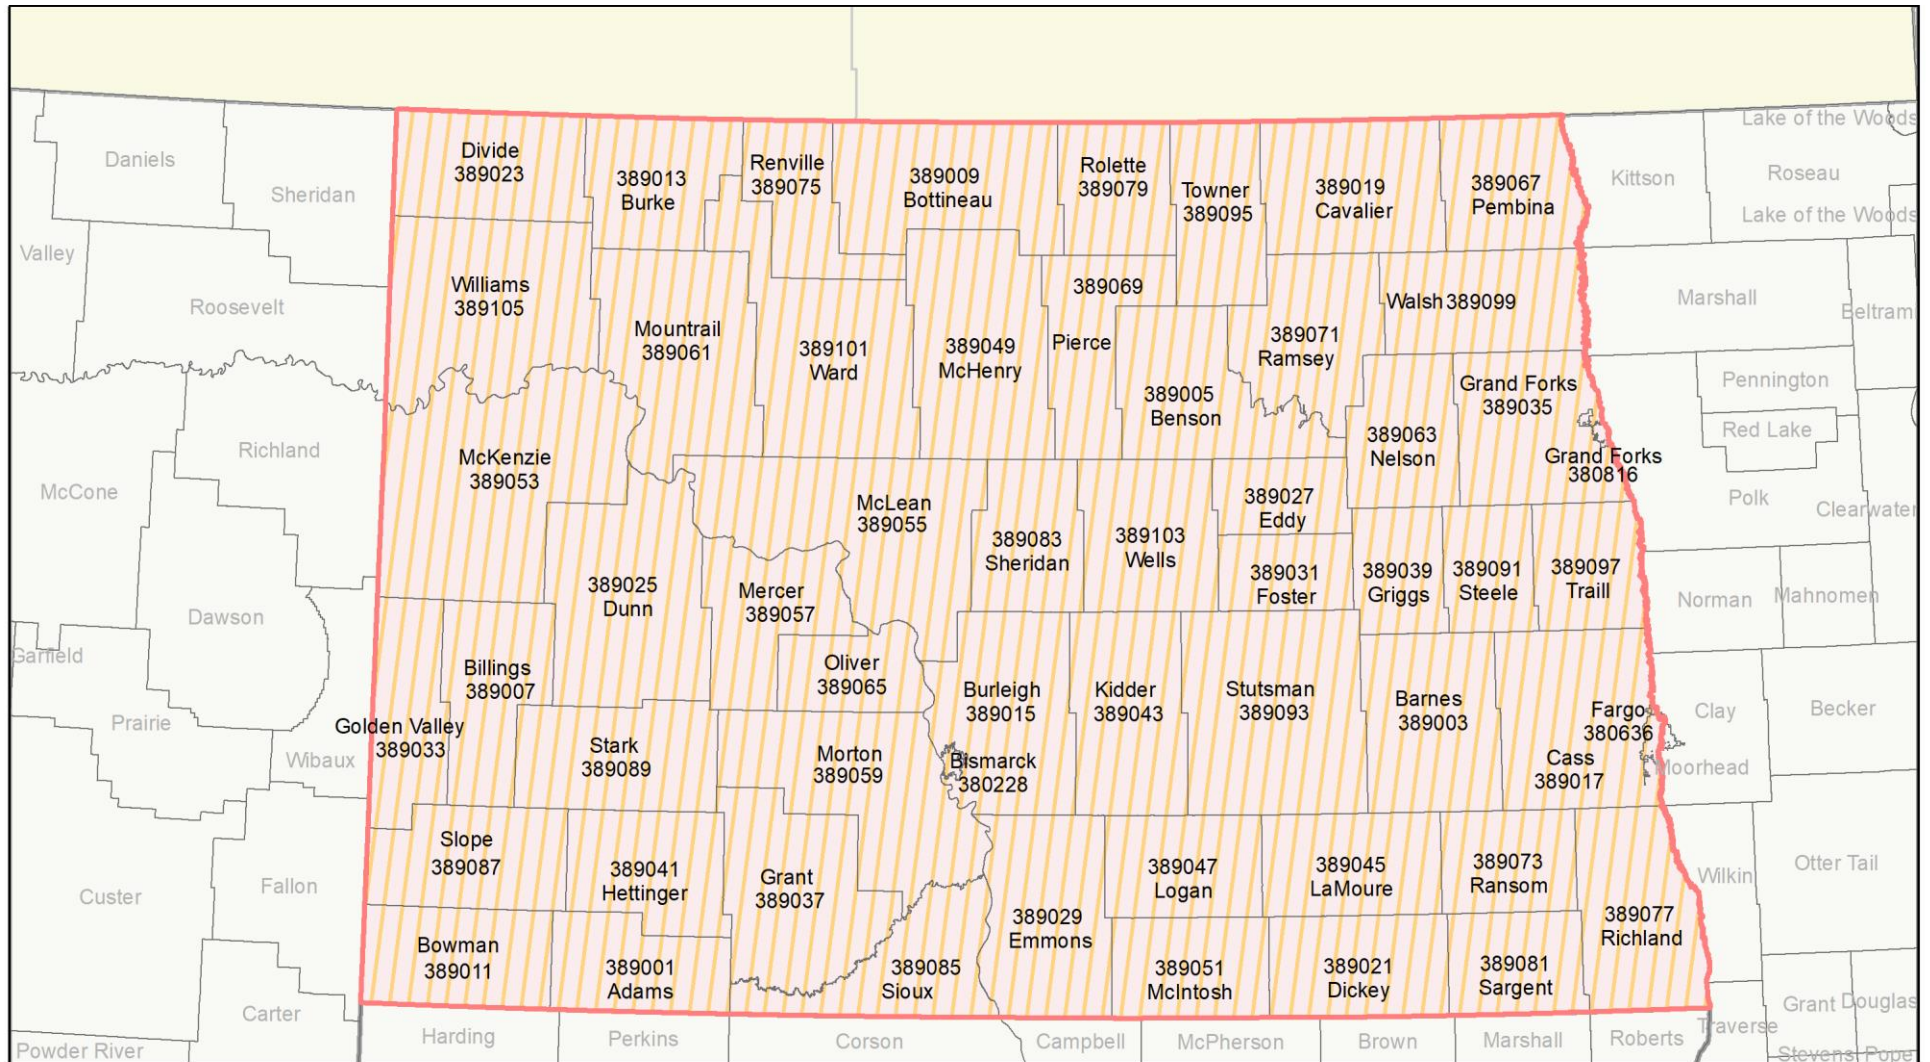 Lake of the Woods
Daniels
Sheridan
Divide
389023
389013
Burke
Renville
389075
389009
Bottineau
Rolette
389079
Towner
389095
389019
Cavalier
389067
Pembina
Kittson
Roseau
Lake of the Woods
Valley
Roosevelt
Williams
389105
Mountrail
389061
389101
Ward
389049
McHenry
389069
Pierce
389005
Benson
389071
Ramsey
Walsh 389099
Marshall
Beltrami
Grand Forks
389035
Pennington
Red Lake
Richland
McCone
McKenzie
389053
McLean
389055
389063
Nelson
Grand Forks
380816
Polk
Clearwater
389083
Sheridan
389103
Wells
389027
Eddy
389031
Foster
389039
Griggs
389091
Steele
389097
Traill
Norman
Mahnomen
Dawson
389025
Dunn
Mercer
389057
Oliver
389065
Garfield
Prairie
Wibaux
Billings
389007
Golden Valley
389033
Stark
389089
Morton
389059
Burleigh
389015
Bismarck
380228
Kidder
389043
Stutsman
389093
Barnes
389003
Fargo
380636
Cass
389017
Clay
Moorhead
Becker
Custer
Fallon
Slope
389087
389041
Hettinger
Grant
389037
389047
Logan
389045
LaMoure
389073
Ransom
Wilkin
Otter Tail
389029
Emmons
389077
Richland
Bowman
389011
389001
Adams
389085
Sioux
389051
McIntosh
389021
Dickey
389081
Sargent
Carter
Grant
Douglas
Powder River
Harding
Perkins
Corson
Campbell
McPherson
Brown
Marshall
Roberts
Traverse
Stevens
Pope